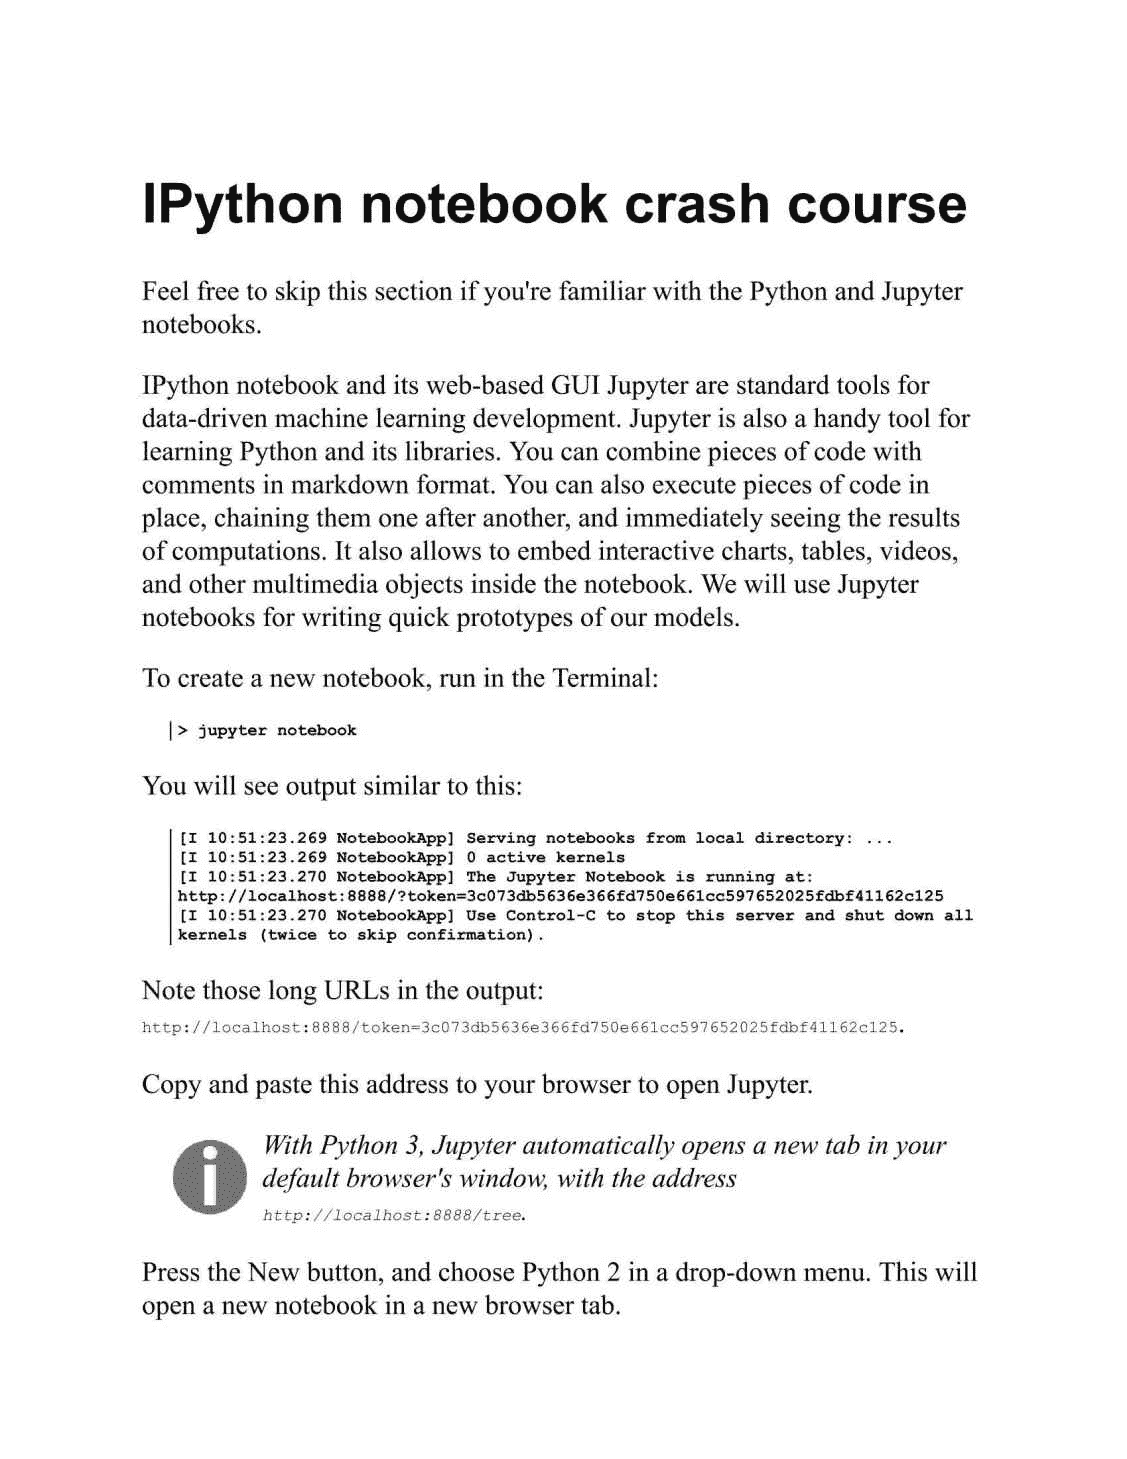 IPython notebook crash course
Feel free to skip this section if you're familiar with the Python and Jupyter
notebooks.
IPython notebook and its web-based GUI Jupyter are standard tools for
data-driven machine learning development. Jupyter is also a handy tool for
learning Python and its libraries. You can combine pieces of code with
comments in markdown format. You can also execute pieces of code in
place, chaining them one after another, and immediately seeing the results
of computations. It also allows to embed interactive charts, tables, videos,
and other multimedia objects inside the notebook. We will use Jupyter
notebooks for writing quick prototypes of our models.
To create a new notebook, run in the Terminal:
> jupyter notebook
You will see output similar to this:
[I 10:51:23.269 NotebookApp] Serving notebooks from local directory: ...
[I 10:51:23.269 NotebookApp] 0 active kernels
[I 10:51:23.270 NotebookApp] The Jupyter Notebook is running at:
http://localhost:8888/?token=3c073db5636e366fd750e661cc597652025fdbf41162c125
[I 10:51:23.270 NotebookApp] Use Control-C to stop this server and shut down all
kernels (twice to skip confirmation).
Note those long URLs in the output:
http://localhost:8888/token=3c073db5636e366fd750e661cc597652025fdbf41162c125.
Copy and paste this address to your browser to open Jupyter.
With Python 3, Jupyter automatically opens a new tab in your
default browser's window, with the address
http://localhost:8888/tree.
Press the New button, and choose Python 2 in a drop-down menu. This will
open a new notebook in a new browser tab.